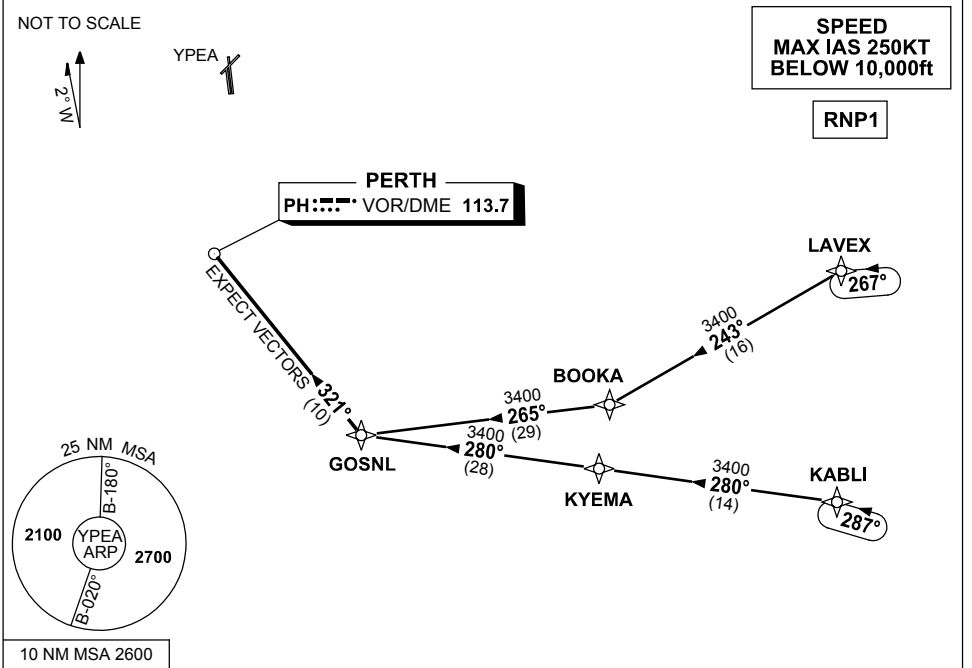 NOT TO SCALE
2° W
YPEA
SPEED
MAX IAS 250KT
BELOW 10,000ft
RNP1
PERTH
PH VOR/DME 113.7
LAVEX
267°
3400
243°
(16)
EXPECT VECTORS
321°
(10)
BOOKA
3400
265°
(29)
GOSNL
3400
280°
(28)
KYEMA
3400
280°
(14)
KABLI
287°
25 NM MSA
B-180°
2100
YPEA
ARP
2700
B-020°
10 NM MSA 2600